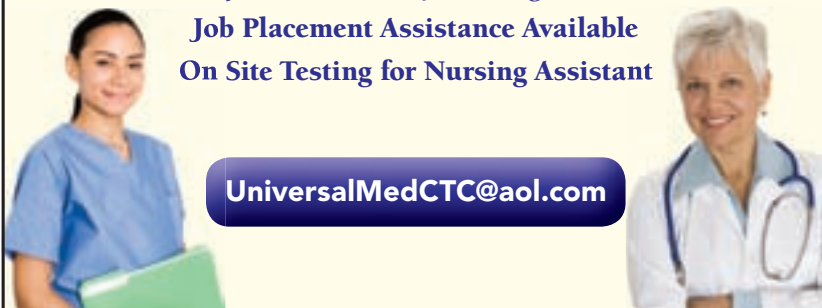 Job Placement Assistance Available
On Site Testing for Nursing Assistant
UniversalMedCTC@aol.com